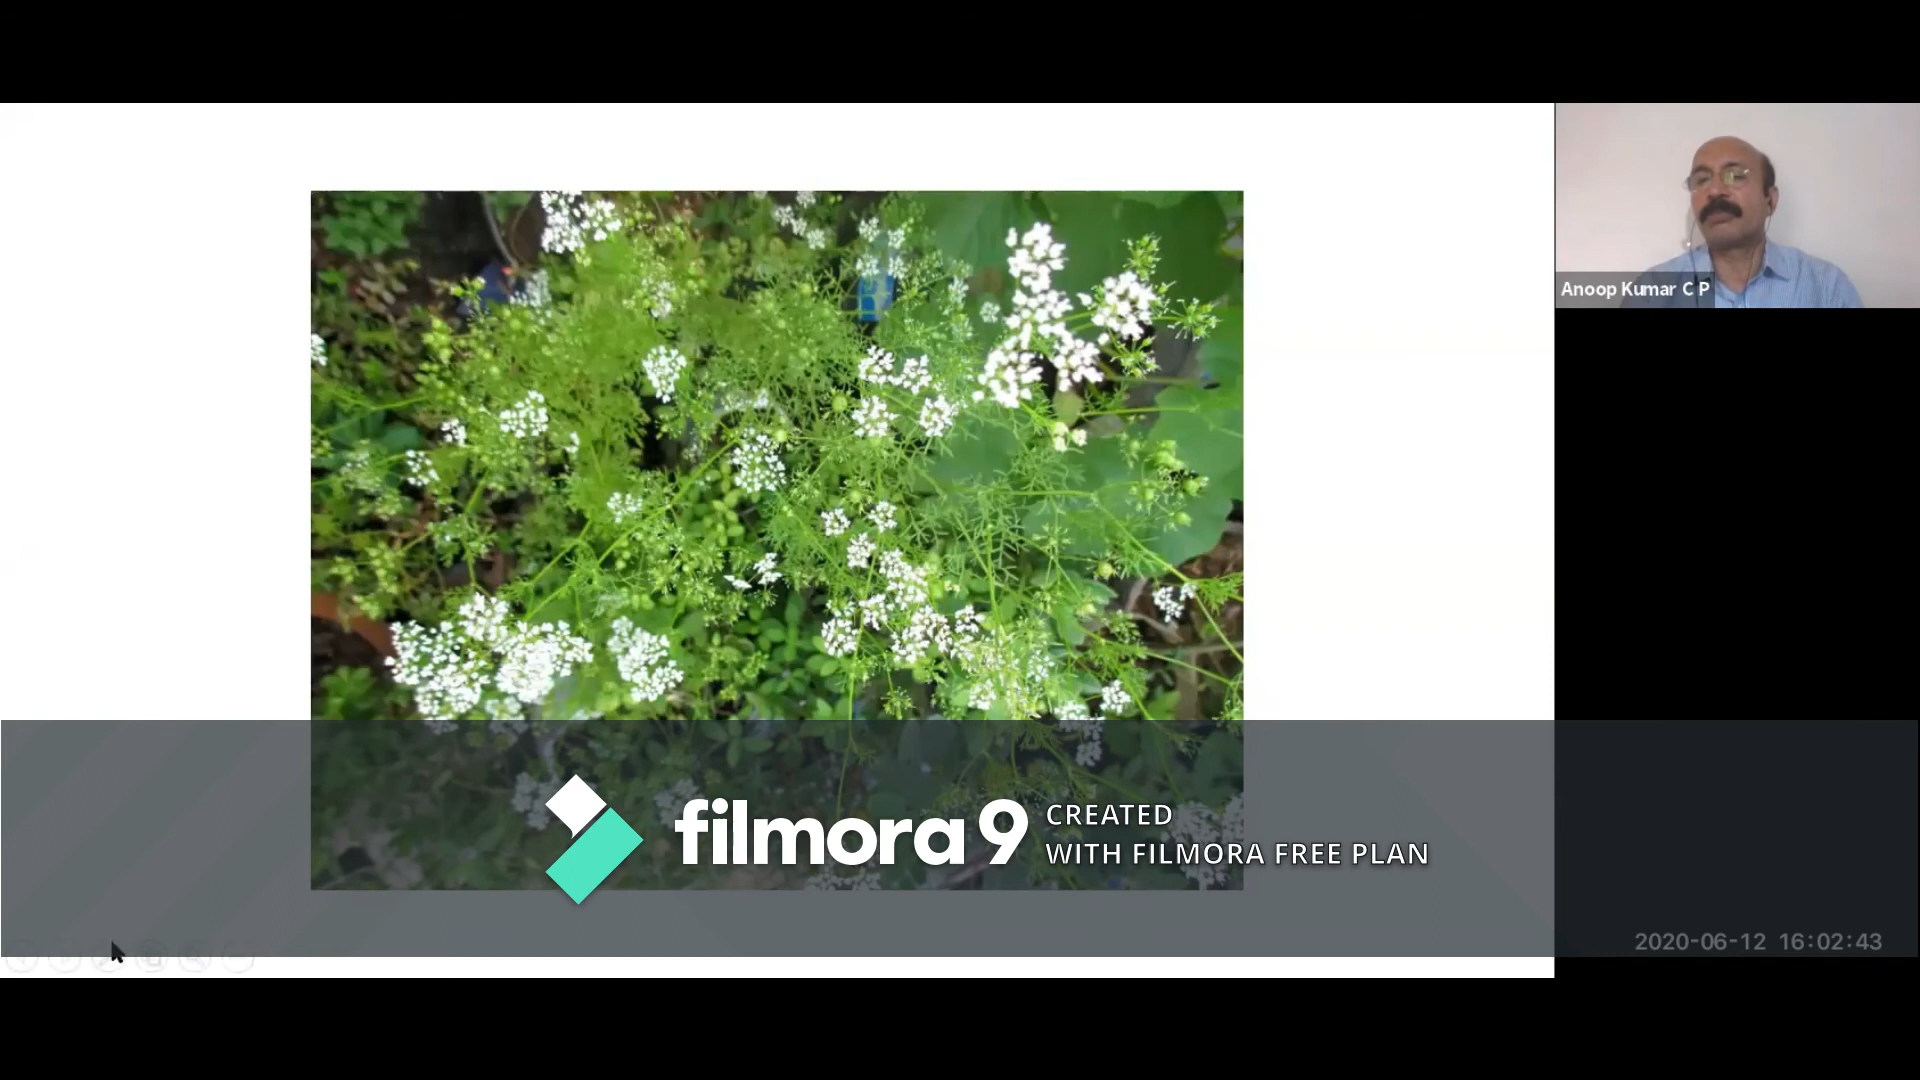 Anoop Kumar C P
filmora 9
CREATED
WITH FILMORA FREE PLAN
2020-06-12 16:02:43